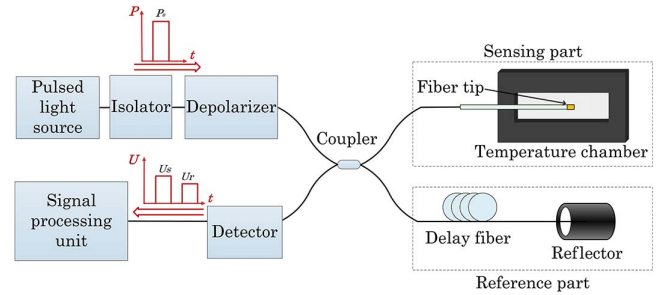 P
Ps
t
Pulsed
light
source
Isolator
Depolarizer
Coupler
Sensing part
Fiber tip
Temperature chamber
U
Us
Ur
t
Signal
processing
unit
Detector
Delay fiber
Reflector
Reference part